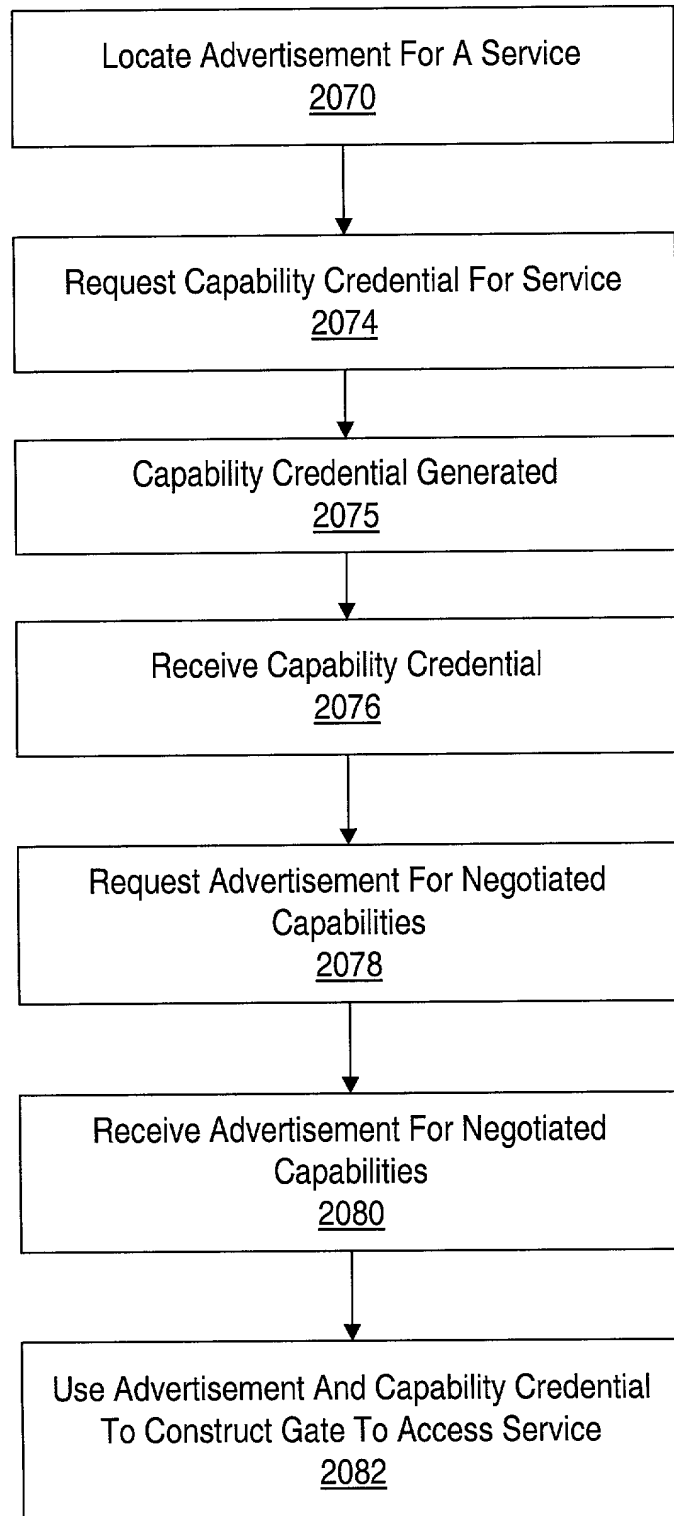 Locate Advertisement For A Service
2070
Request Capability Credential For Service
2074
Capability Credential Generated
2075
Receive Capability Credential
2076
Request Advertisement For Negotiated
Capabilities
2078
Receive Advertisement For Negotiated
Capabilities
2080
Use Advertisement And Capability Credential
To Construct Gate To Access Service
2082